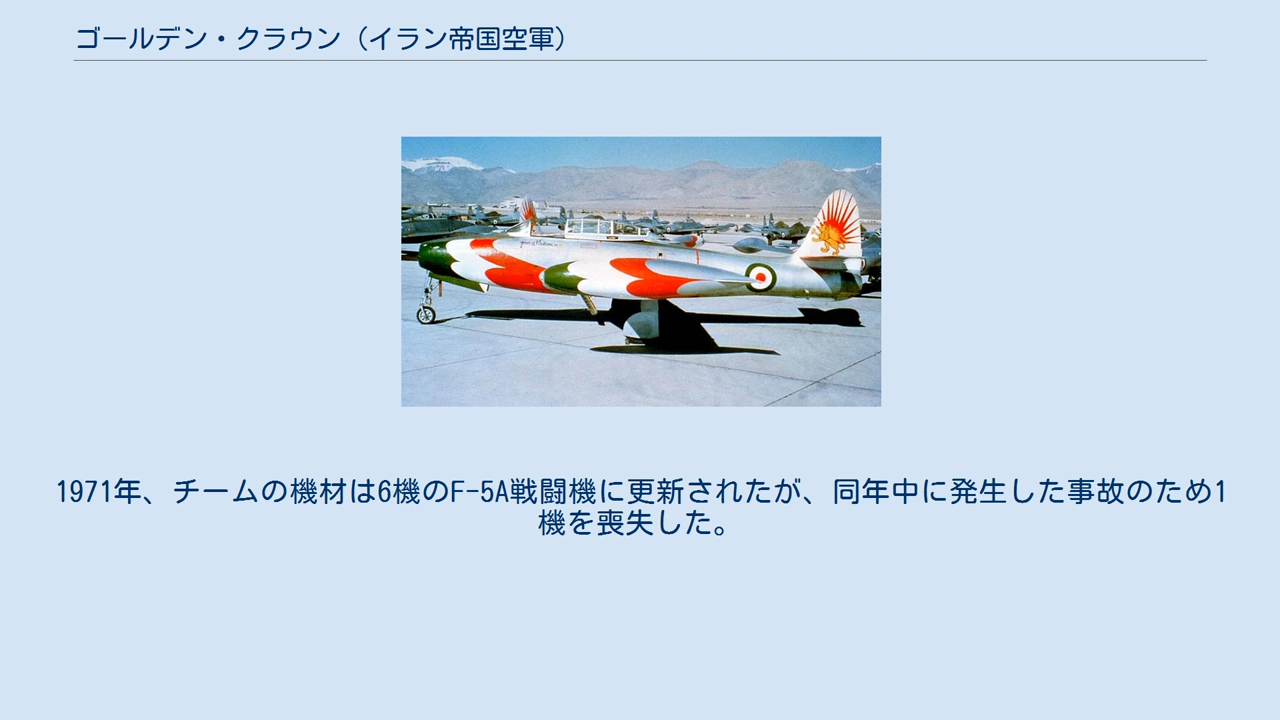 ゴールデン・クラウン（イラン帝国空軍）
1971年、チームの機材は6機のF-5A戦闘機に更新されたが、同年中に発生した事故のため1
機を喪失した。